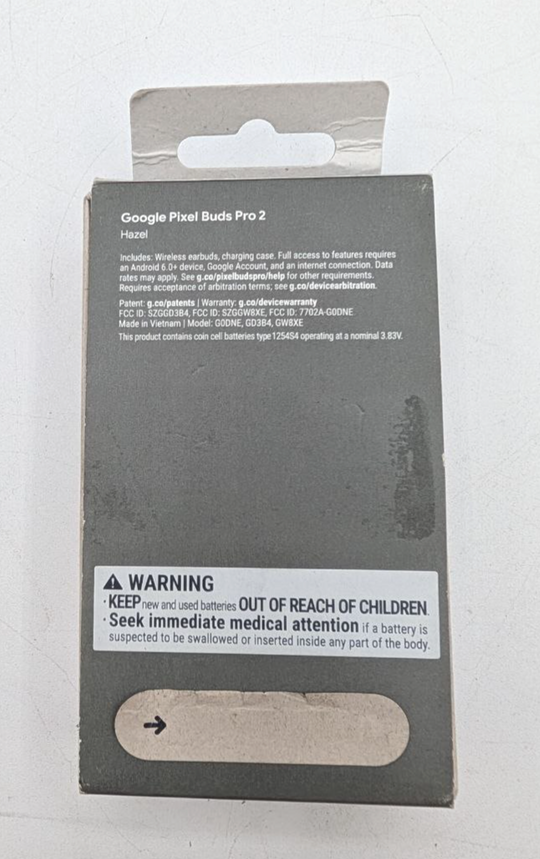 Google Pixel Buds Pro 2
Hazel
Includes: Wireless earbuds, charging case. Full access to features requires
an Android 6.0+ device, Google Account, and an internet connection. Data
rates may apply. See g.co/pixelbudspro/help for other requirements.
Requires acceptance of arbitration terms; see g.co/devicearbitration.
Patent: g.co/patents | Warranty: g.co/devicewarranty
FCC ID: SZGGD3B4, FCC ID: SZGGW8XE, FCC ID: 7702A-G0DNE
Made in Vietnam | Model: G0DNE, GD3B4, GW8XE
This product contains coin cell batteries type 1254S4 operating at a nominal 3.83V.
WARNING
· KEEP new and used batteries OUT OF REACH OF CHILDREN.
· Seek immediate medical attention if a battery is
suspected to be swallowed or inserted inside any part of the body.